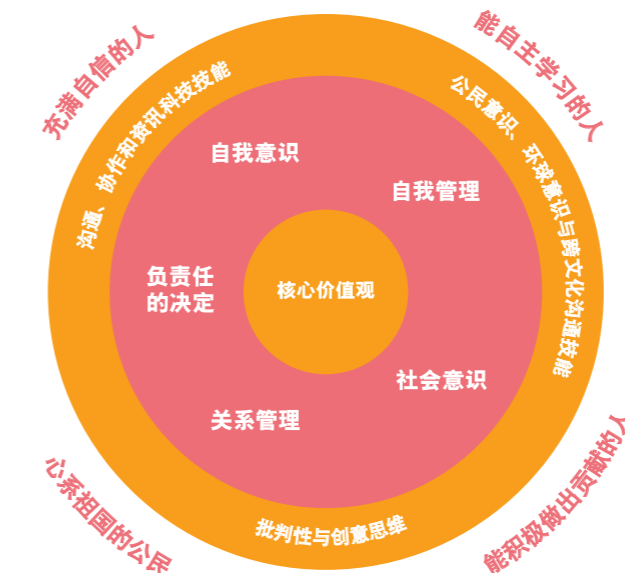 充满自信的人
能自主学习的人
沟通、协作和资讯科技技能
公民意识、环球意识与跨文化沟通技能
自我意识
自我管理
负责任
的决定
核心价值观
社会意识
关系管理
批判性与创意思维
心系祖国的公民
能积极做出贡献的人